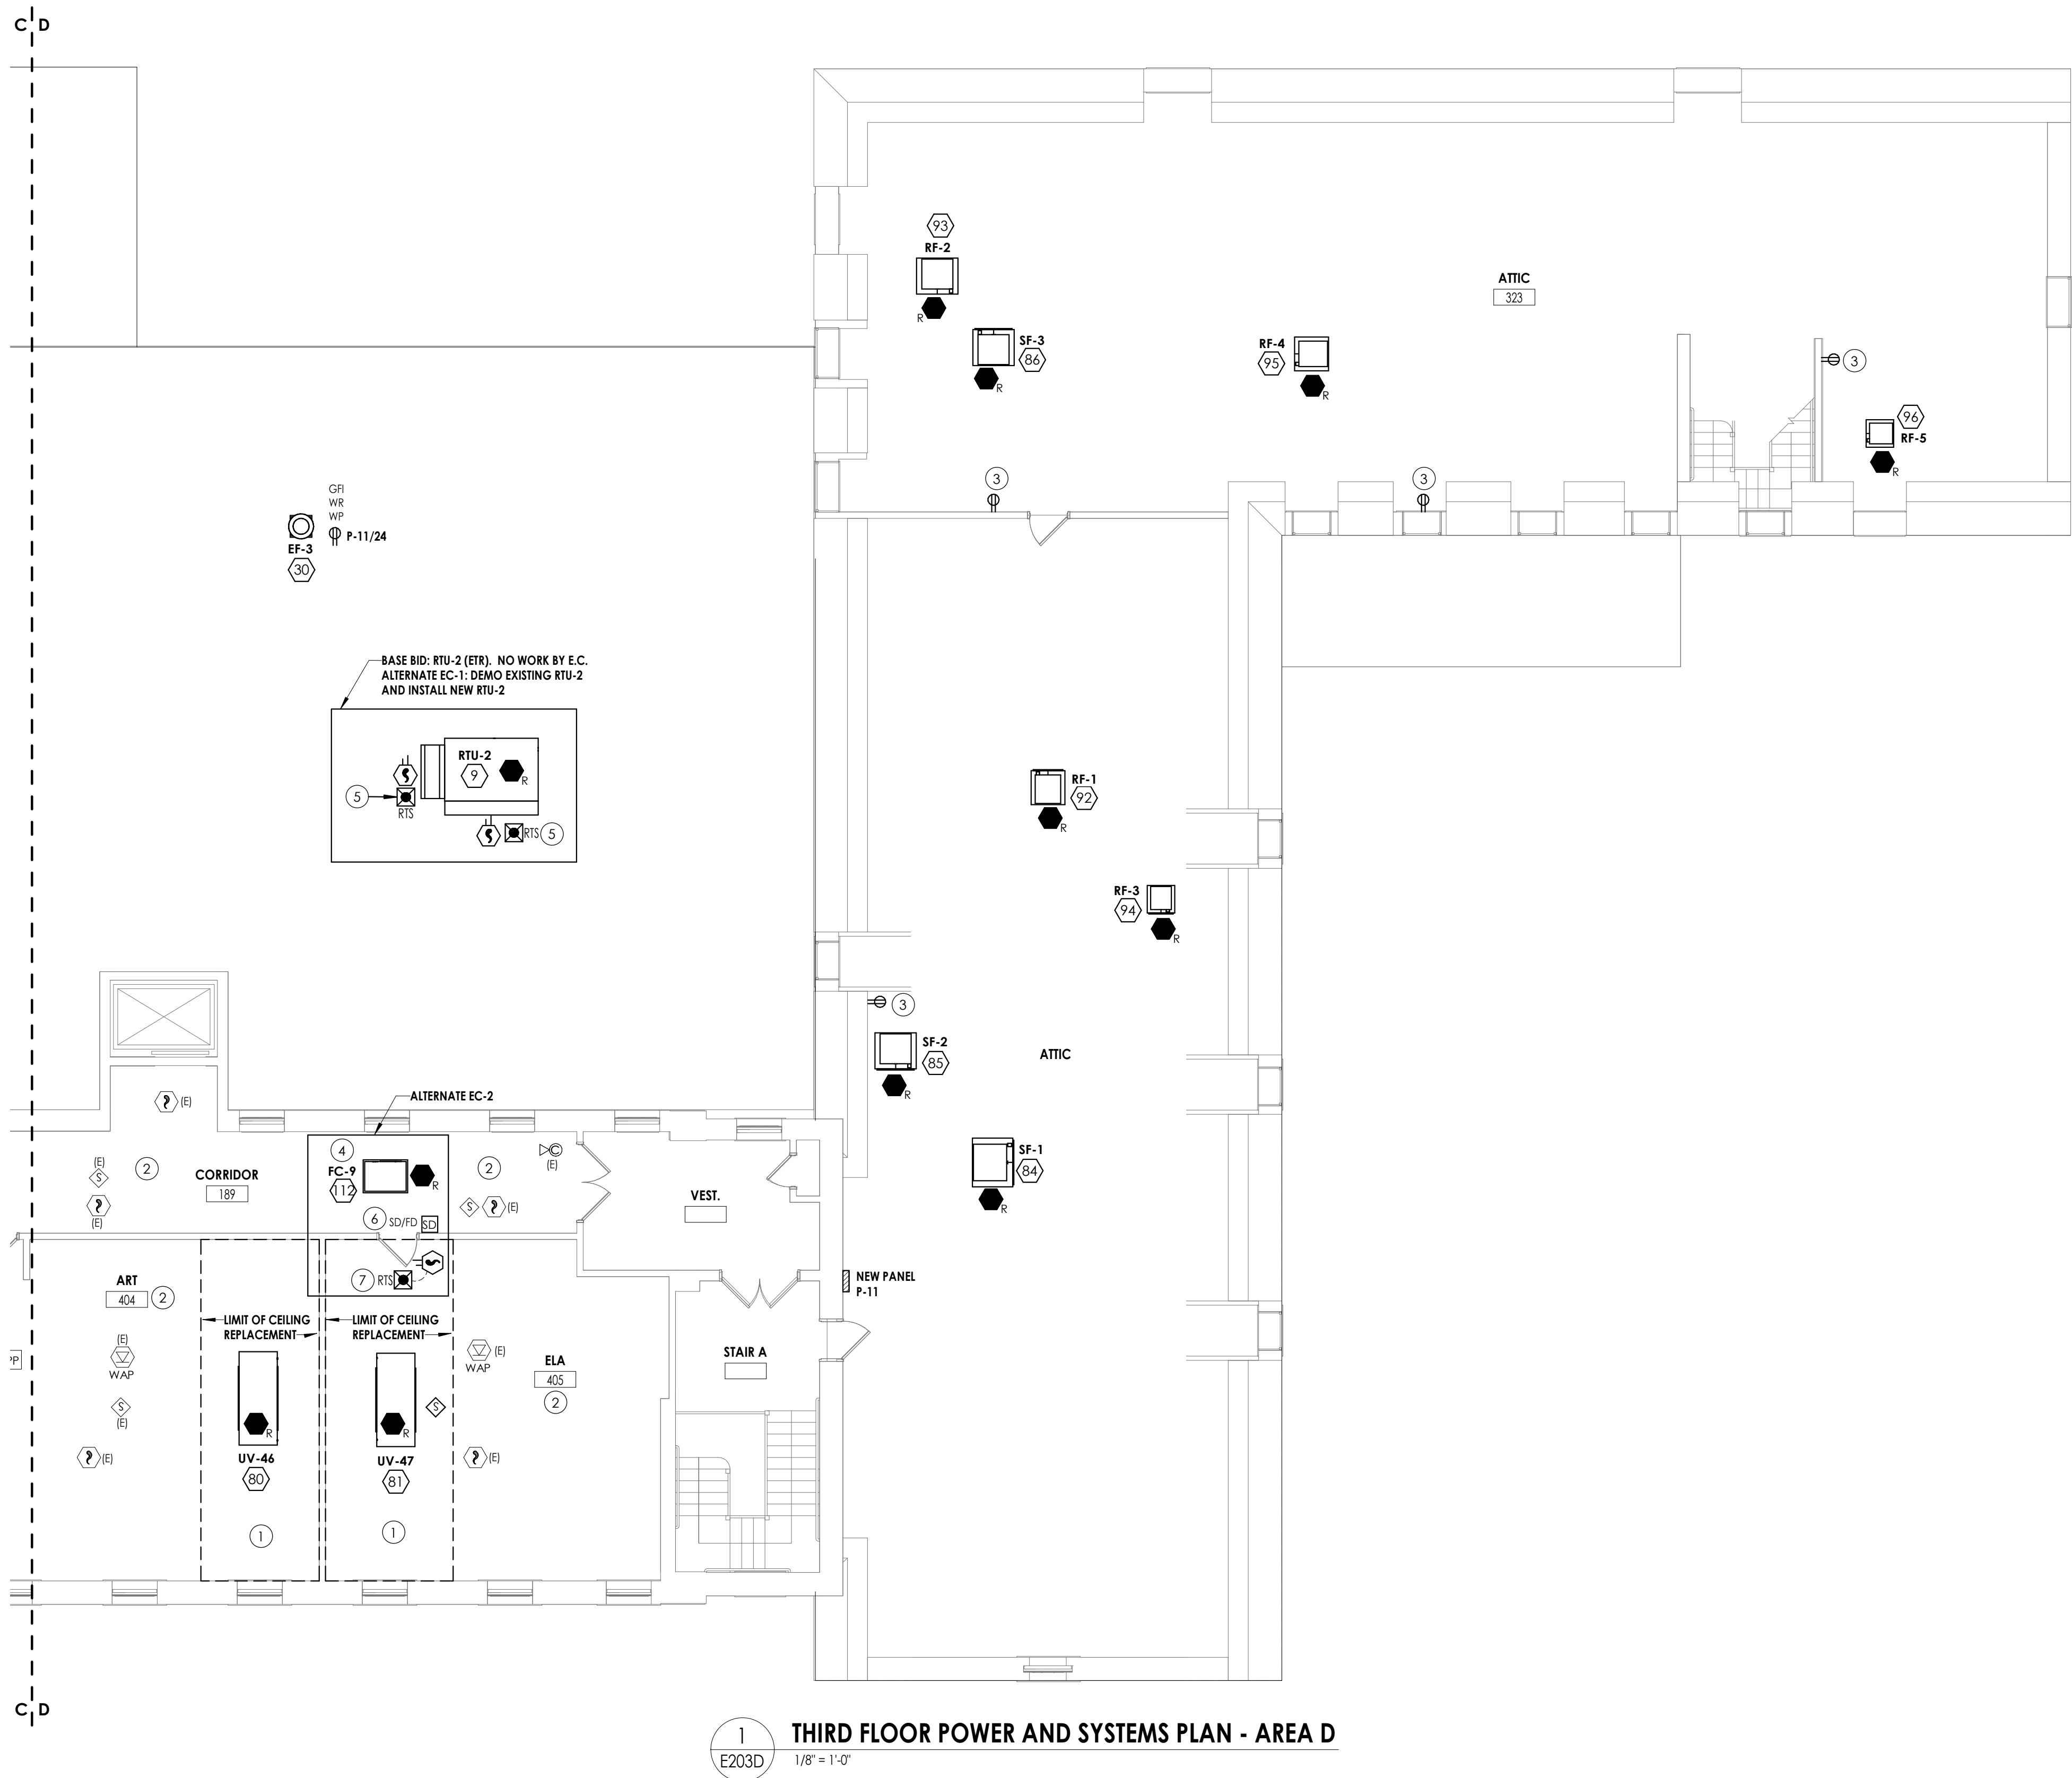 C D
93
RF-2
R
SF-3
86
R
RF-4
95
R
ATTIC
323
3
96
RF-5
R
3
3
GFI
WR
WP
P-11/24
EF-3
30
BASE BID: RTU-2 (ETR). NO WORK BY E.C.
ALTERNATE EC-1: DEMO EXISTING RTU-2
AND INSTALL NEW RTU-2
RTU-2
9
R
5
RTS
RTS
5
RF-1
92
R
RF-3
94
R
3
SF-2
85
R
ATTIC
ALTERNATE EC-2
(E)
4
FC-9
112
R
(E)
S
(E)
2
CORRIDOR
189
2
C
(E)
S
(E)
6
SD/FD
SD
VEST.
SF-1
84
R
7
RTS
NEW PANEL
P-11
ART
404
2
LIMIT OF CEILING
REPLACEMENT
LIMIT OF CEILING
REPLACEMENT
(E)
WAP
S
(E)
(E)
PP
(E)
WAP
ELA
405
2
S
(E)
STAIR A
R
UV-46
80
1
R
UV-47
81
1
C D
1
E203D
THIRD FLOOR POWER AND SYSTEMS PLAN - AREA D
1/8" = 1'-0"